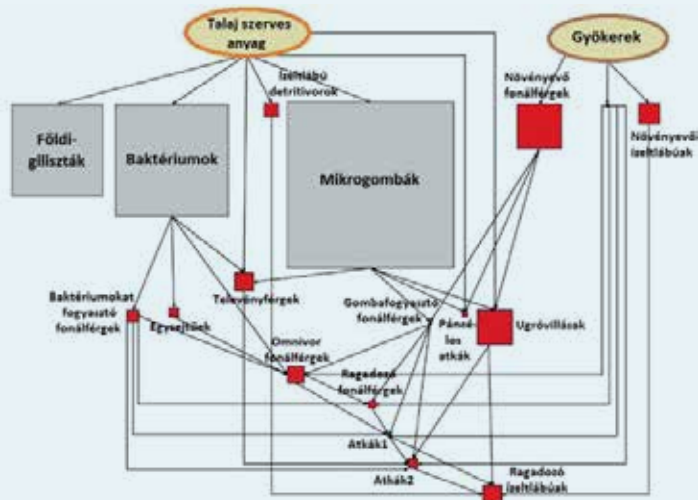 Talaj szerves
anyag
Gyökerek
Ízeltlábú
detritivorok
Növényevő
fonálférgek
Földi-
giliszták
Baktériumok
Mikrogombák
Növényevő
ízeltlábúak
Televényférgek
Baktériumokat
fogyasztó
fonálférgek
Egysejtűek
Gombafogyasztó
fonálférgek
Páncé-
los
atkák
Ugróvillások
Omnivor
fonálférgek
Ragadozó
fonálférgek
Atkák1
Atkák2
Ragadozó
ízeltlábúak